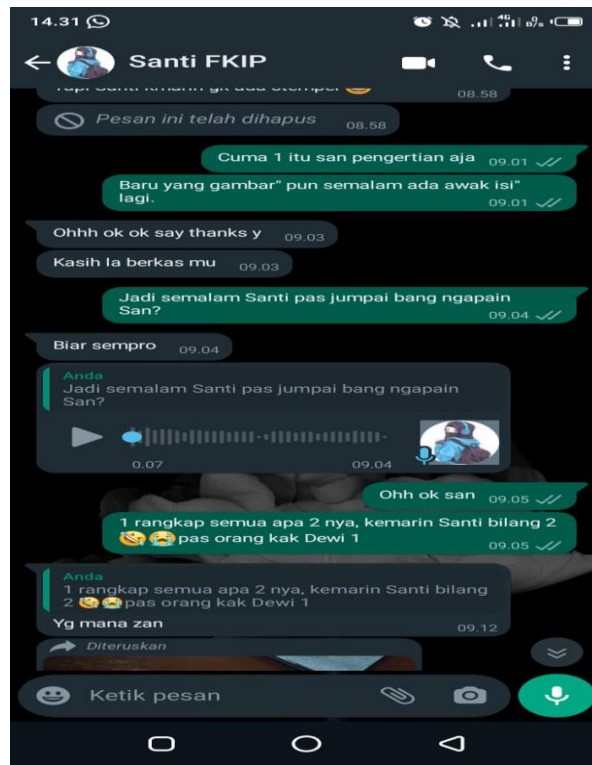 14.31
Santi FKIP
08.58
Pesan ini telah dihapus 08.58
Cuma 1 itu san pengertian aja 09.01
Baru yang gambar" pun semalam ada awak isi"
lagi. 09.01
Ohhh ok ok say thanks y 09.03
Kasih la berkas mu 09.03
Jadi semalam Santi pas jumpai bang ngapain
San? 09.04
Biar sempro 09.04
Anda
Jadi semalam Santi pas jumpai bang ngapain
San?
0.07 09.04
Ohh ok san 09.05
1 rangkap semua apa 2 nya, kemarin Santi bilang 2
🤣😭pas orang kak Dewi 1 09.05
Anda
1 rangkap semua apa 2 nya, kemarin Santi bilang
2 🤣😭pas orang kak Dewi 1
Yg mana zan 09.12
Diteruskan
Ketik pesan